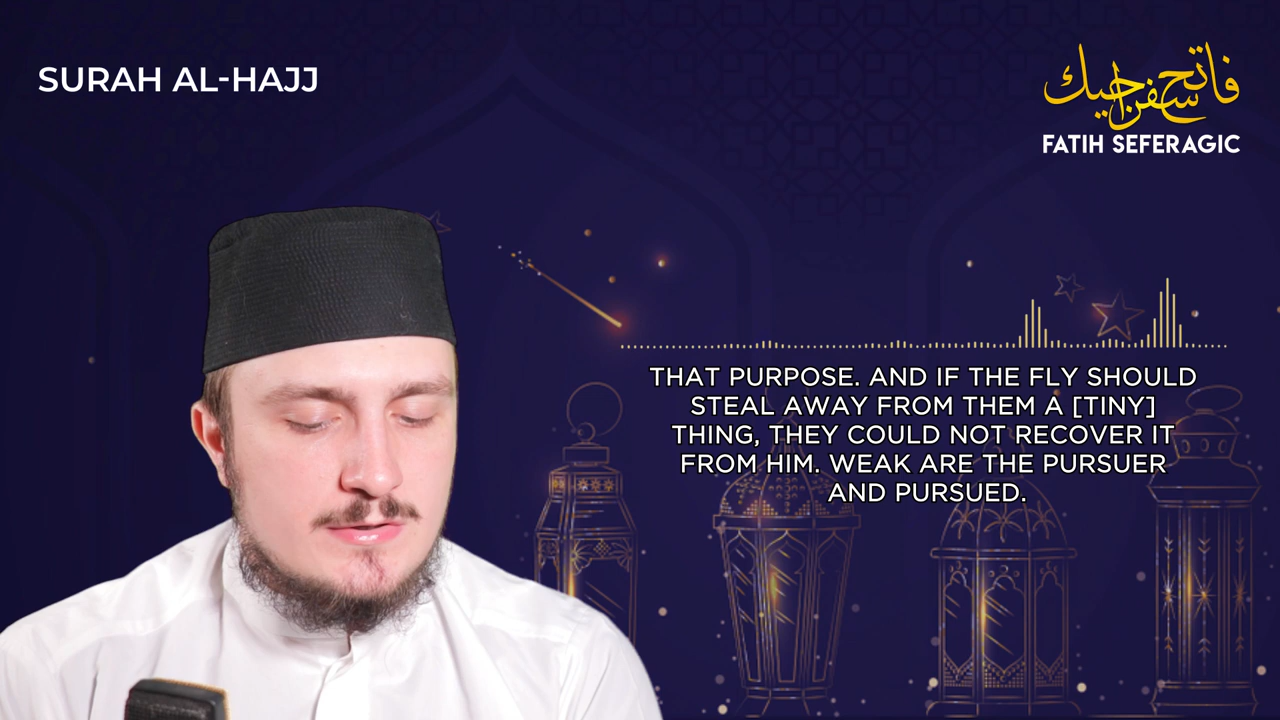 SURAH AL-HAJJ
فاتح سفراجيك
FATIH SEFERAGIC
THAT PURPOSE. AND IF THE FLY SHOULD
STEAL AWAY FROM THEM A [TINY]
THING, THEY COULD NOT RECOVER IT
FROM HIM. WEAK ARE THE PURSUER
AND PURSUED.